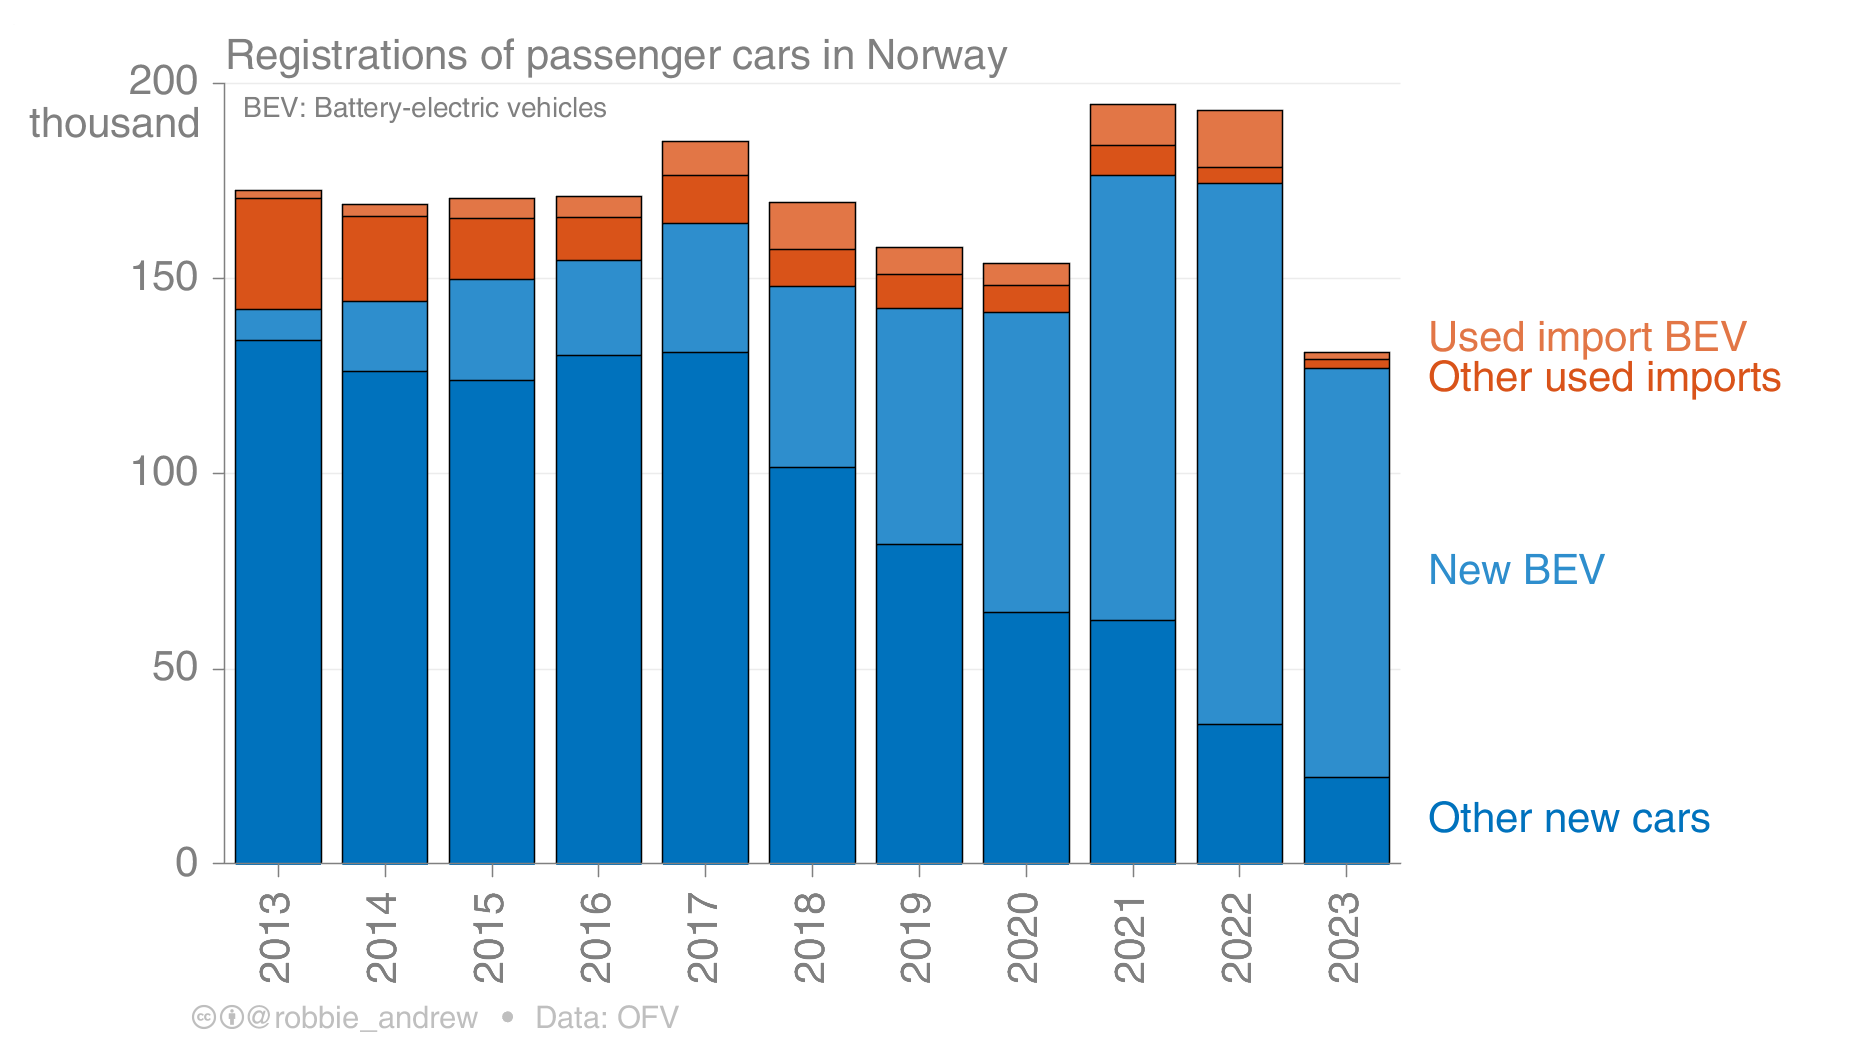 Registrations of passenger cars in Norway
200
thousand
BEV: Battery-electric vehicles
150
100
50
0
Used import BEV
Other used imports
New BEV
Other new cars
2013
2014
2015
2016
2017
2018
2019
2020
2021
2022
2023
cc @robbie_andrew • Data: OFV